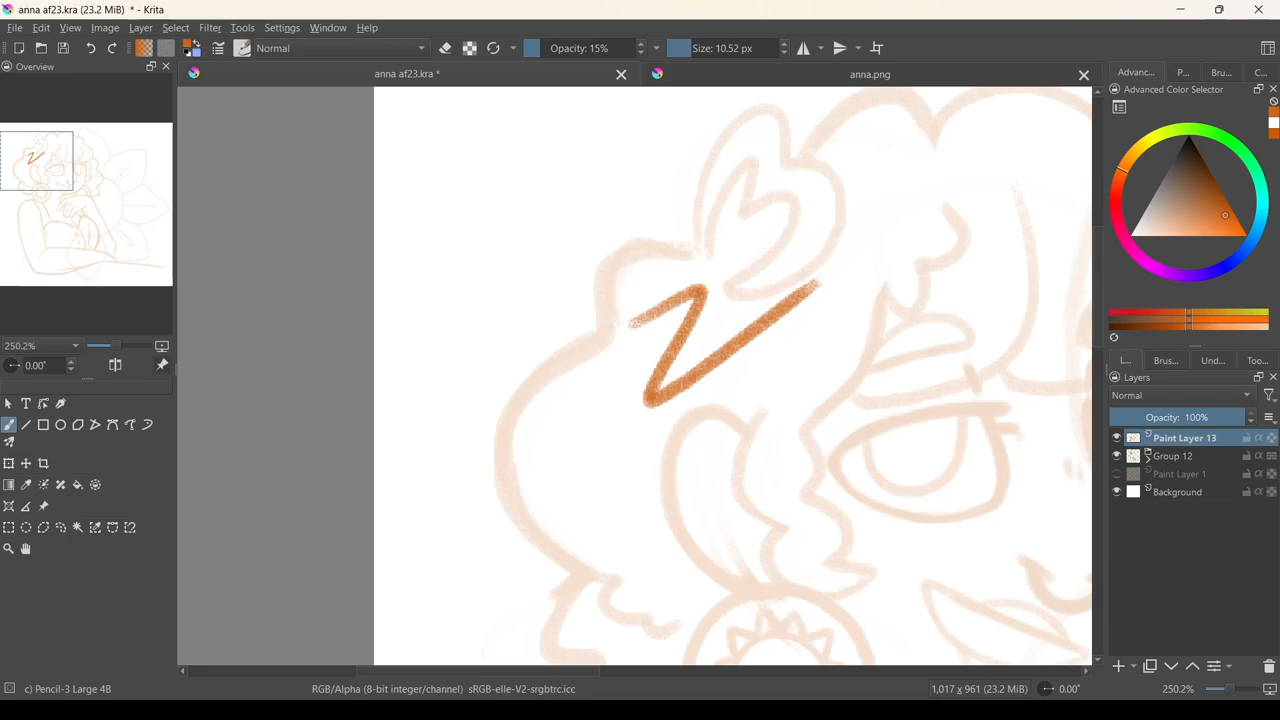 anna af23.kra (23.2 MiB) * - Krita
File Edit View Image Layer Select Filter Tools Settings Window Help
Normal Opacity: 15% Size: 10.52 px
Overview
anna af23.kra * anna.png
Advanc... P... Bru... C...
Advanced Color Selector
250.2%
0.00°
L... Brus... Und... Too...
Layers
Normal
Opacity: 100%
Paint Layer 13
Group 12
Paint Layer 1
Background
c) Pencil-3 Large 4B RGB/Alpha (8-bit integer/channel) sRGB-elle-V2-srgbtrc.icc 1,017 x 961 (23.2 MiB) 0.00° 250.2%